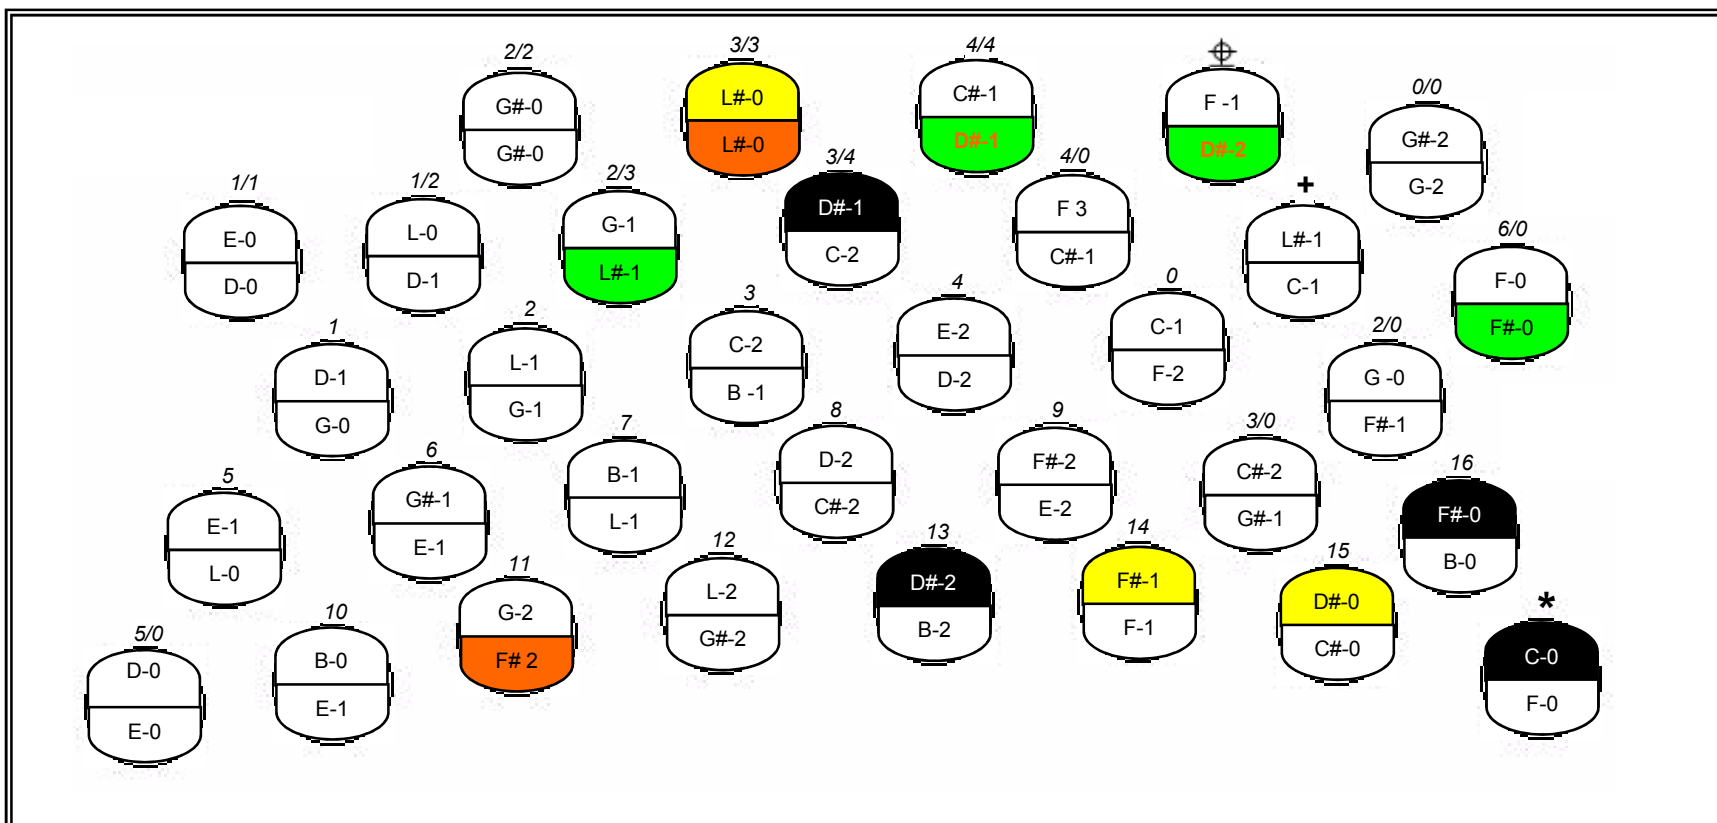 2/2
G#-0
G#-0
3/3
L#-0
L#-0
4/4
C#-1
D#-1
F -1
D#-2
0/0
G#-2
G-2
1/1
E-0
D-0
1/2
L-0
D-1
2/3
G-1
L#-1
3/4
D#-1
C-2
4/0
F 3
C#-1
+
L#-1
C-1
6/0
F-0
F#-0
1
D-1
G-0
2
L-1
G-1
3
C-2
B -1
4
E-2
D-2
0
C-1
F-2
2/0
G -0
F#-1
5
E-1
L-0
6
G#-1
E-1
7
B-1
L-1
8
D-2
C#-2
9
F#-2
E-2
3/0
C#-2
G#-1
16
F#-0
B-0
5/0
D-0
E-0
10
B-0
E-1
11
G-2
F# 2
12
L-2
G#-2
13
D#-2
B-2
14
F#-1
F-1
15
D#-0
C#-0
*
C-0
F-0